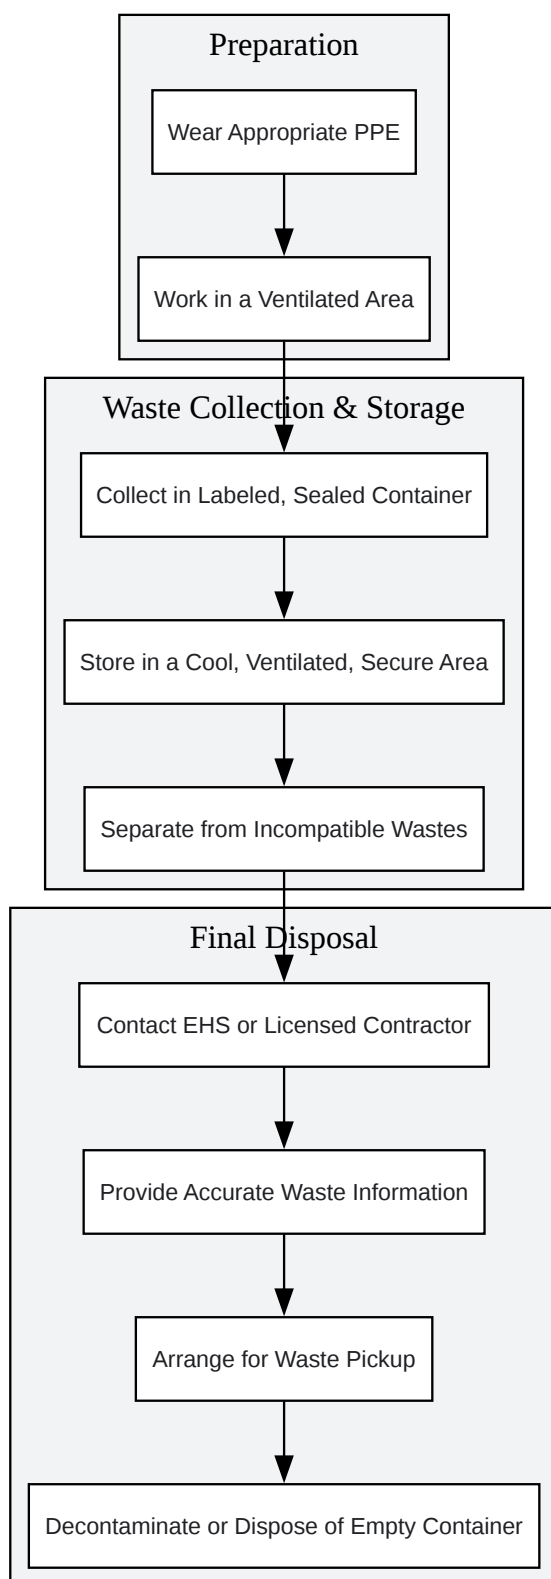 Preparation
Wear Appropriate PPE
Work in a Ventilated Area
Waste Collection & Storage
Collect in Labeled, Sealed Container
Store in a Cool, Ventilated, Secure Area
Separate from Incompatible Wastes
Final Disposal
Contact EHS or Licensed Contractor
Provide Accurate Waste Information
Arrange for Waste Pickup
Decontaminate or Dispose of Empty Container